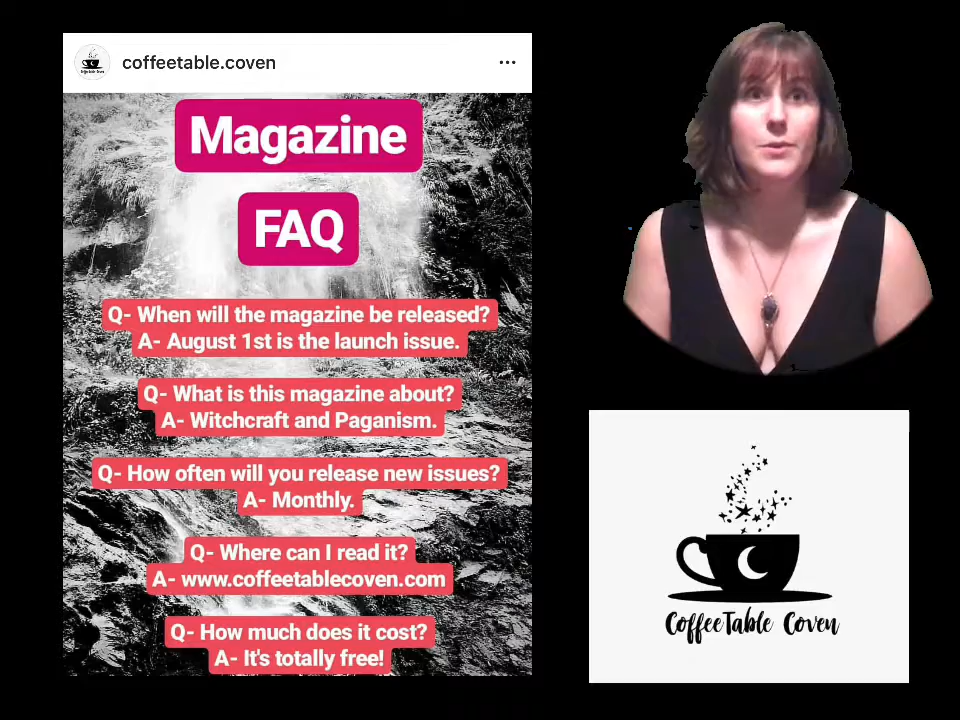 coffeetable.coven
Magazine
FAQ
Q- When will the magazine be released?
A- August 1st is the launch issue.
Q- What is this magazine about?
A- Witchcraft and Paganism.
Q- How often will you release new issues?
A- Monthly.
Q- Where can I read it?
A- www.coffeetablecoven.com
Q- How much does it cost?
A- It's totally free!
CoffeeTable Coven